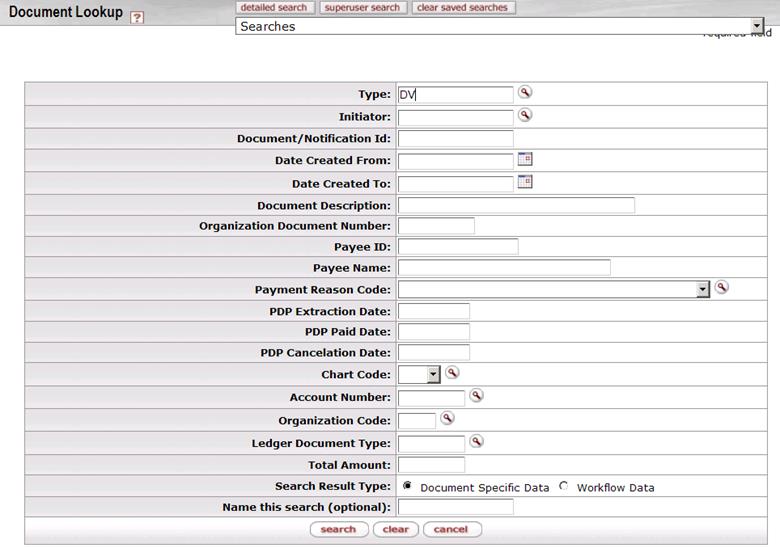 Document Lookup ?
detailed search superuser search clear saved searches
Searches
required field
Type: DV
Initiator:
Document/Notification Id:
Date Created From:
Date Created To:
Document Description:
Organization Document Number:
Payee ID:
Payee Name:
Payment Reason Code:
PDP Extraction Date:
PDP Paid Date:
PDP Cancelation Date:
Chart Code:
Account Number:
Organization Code:
Ledger Document Type:
Total Amount:
Search Result Type: Document Specific Data Workflow Data
Name this search (optional):
search clear cancel